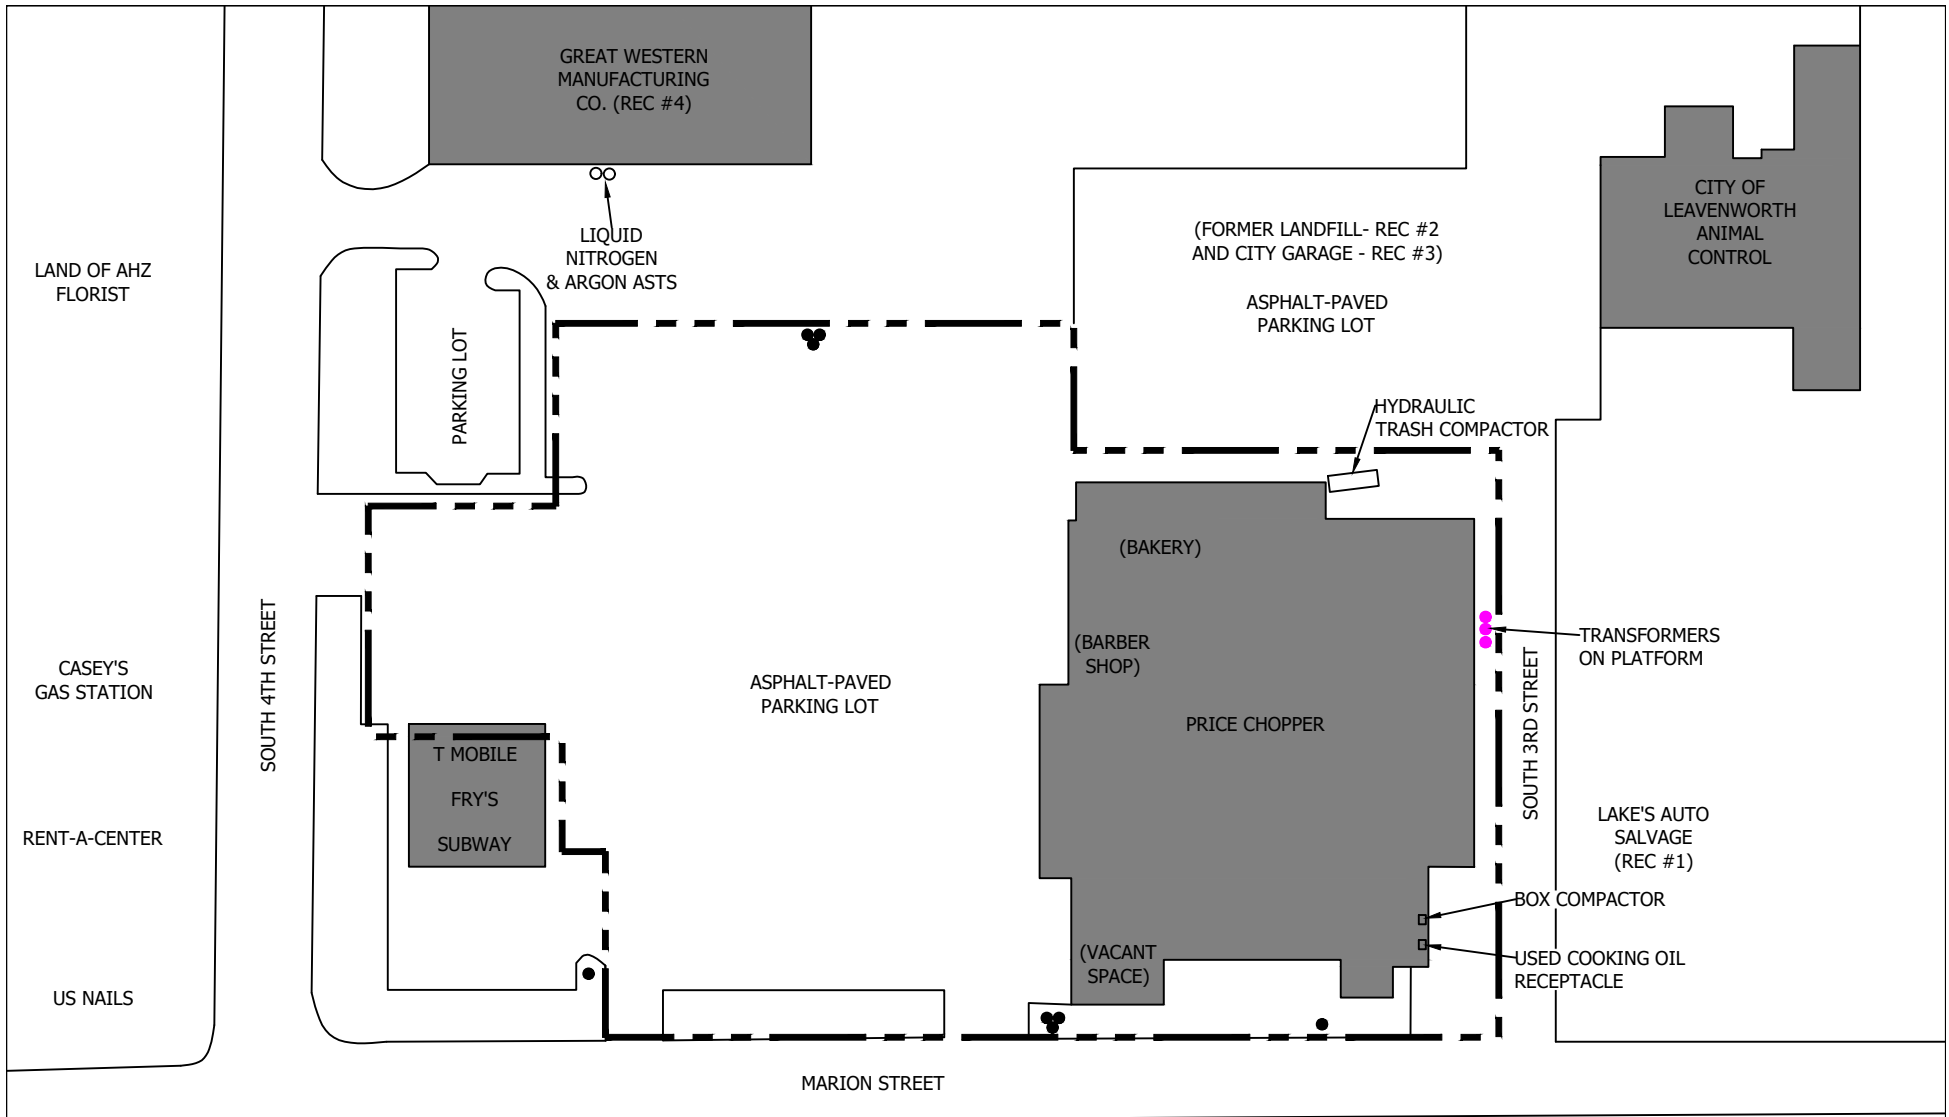 GREAT WESTERN
MANUFACTURING
CO. (REC #4)
LIQUID
NITROGEN
& ARGON ASTS
(FORMER LANDFILL- REC #2
AND CITY GARAGE - REC #3)
ASPHALT-PAVED
PARKING LOT
CITY OF
LEAVENWORTH
ANIMAL
CONTROL
LAND OF AHZ
FLORIST
PARKING LOT
HYDRAULIC
TRASH COMPACTOR
(BAKERY)
(BARBER
SHOP)
TRANSFORMERS
ON PLATFORM
CASEY'S
GAS STATION
SOUTH 4TH STREET
ASPHALT-PAVED
PARKING LOT
PRICE CHOPPER
SOUTH 3RD STREET
T MOBILE
FRY'S
SUBWAY
RENT-A-CENTER
LAKE'S AUTO
SALVAGE
(REC #1)
BOX COMPACTOR
(VACANT
SPACE)
USED COOKING OIL
RECEPTACLE
US NAILS
MARION STREET